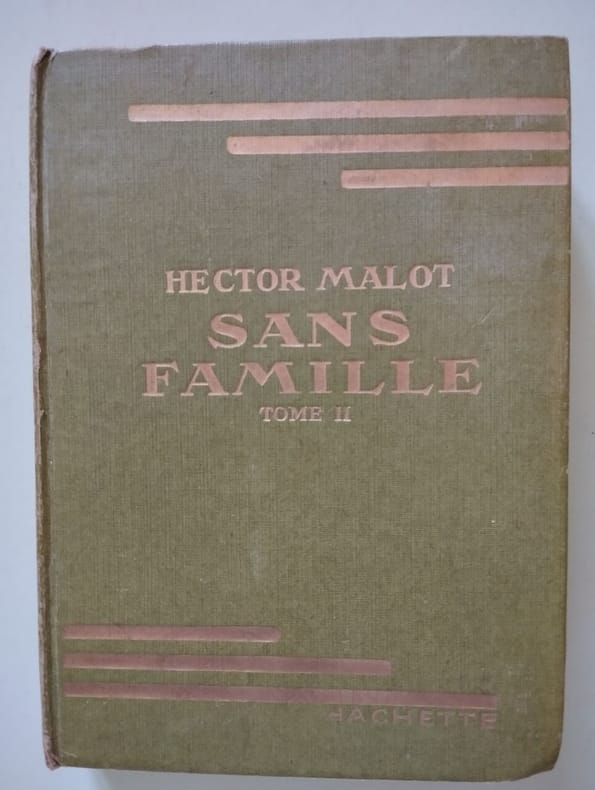 HECTOR MALOT
SANS
FAMILLE
TOME II
HACHETTE